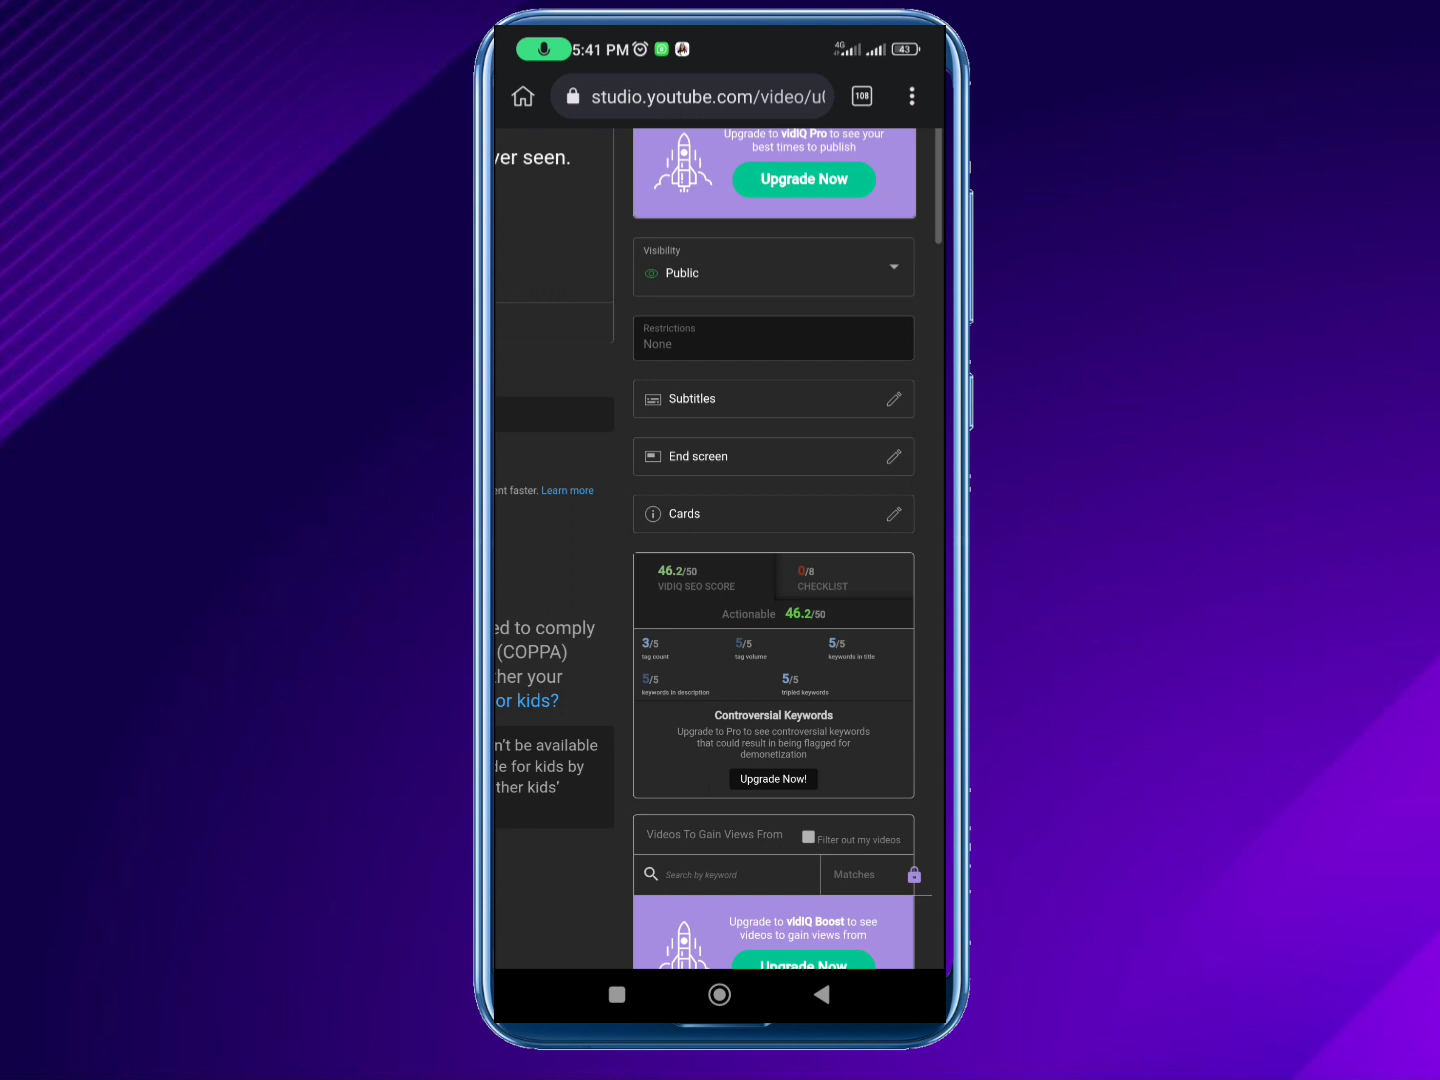 5:41 PM
4G
43
studio.youtube.com/video/u
108
ver seen.
Upgrade to vidIQ Pro to see your
best times to publish
Upgrade Now
Visibility
Public
Restrictions
None
Subtitles
End screen
ent faster. Learn more
Cards
46.2/50
VIDIQ SEO SCORE
0/8
CHECKLIST
Actionable 46.2/50
3/5
tag count
5/5
tag volume
5/5
keywords in title
5/5
keywords in description
5/5
tripled keywords
ed to comply
(COPPA)
her your
or kids?
Controversial Keywords
Upgrade to Pro to see controversial keywords
that could result in being flagged for
demonetization
Upgrade Now!
n't be available
de for kids by
ther kids'
Videos To Gain Views From
Filter out my videos
Search by keyword
Matches
Upgrade to vidIQ Boost to see
videos to gain views from
Upgrade Now